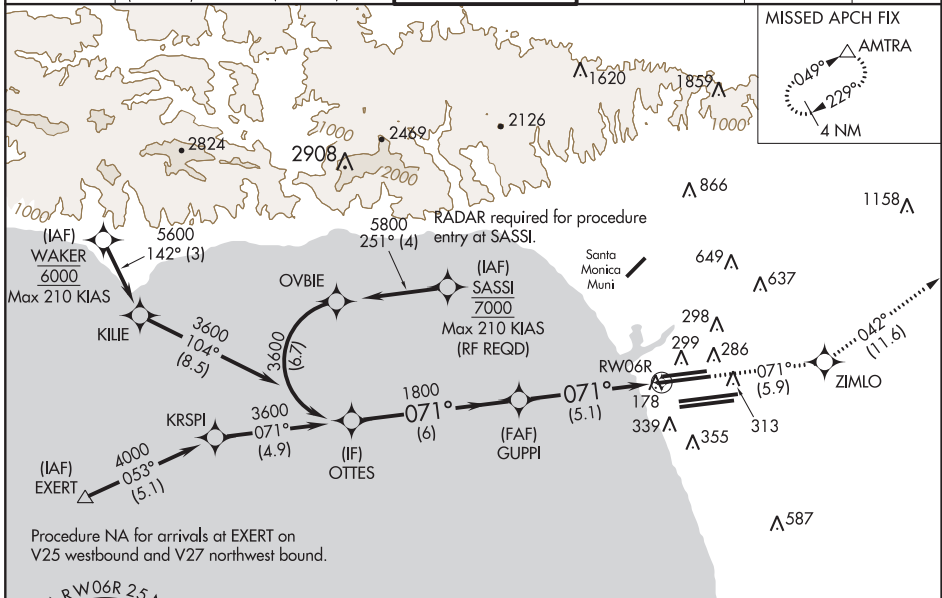 MISSED APCH FIX
AMTRA
049°
229°
4 NM
1620
1859
1000
2126
1000
2469
2824
2908
2000
1000
866
1158
(IAF)
WAKER
6000
Max 210 KIAS
5600
142° (3)
5800
251° (4)
RADAR required for procedure
entry at SASSI.
Santa
Monica
Muni
649
637
OVBIE
(IAF)
SASSI
7000
Max 210 KIAS
(RF REQD)
KILIE
3600
104°
(8.5)
3600
(6.7)
298
299
286
042°
(11.6)
RW06R
178
071°
(5.9)
ZIMLO
313
339
355
1800
071°
(6)
071°
(5.1)
KRSPI
3600
071°
(4.9)
(IF)
OTTES
(FAF)
GUPPI
(IAF)
EXERT
4000
053°
(5.1)
587
Procedure NA for arrivals at EXERT on
V25 westbound and V27 northwest bound.
RW06R 25